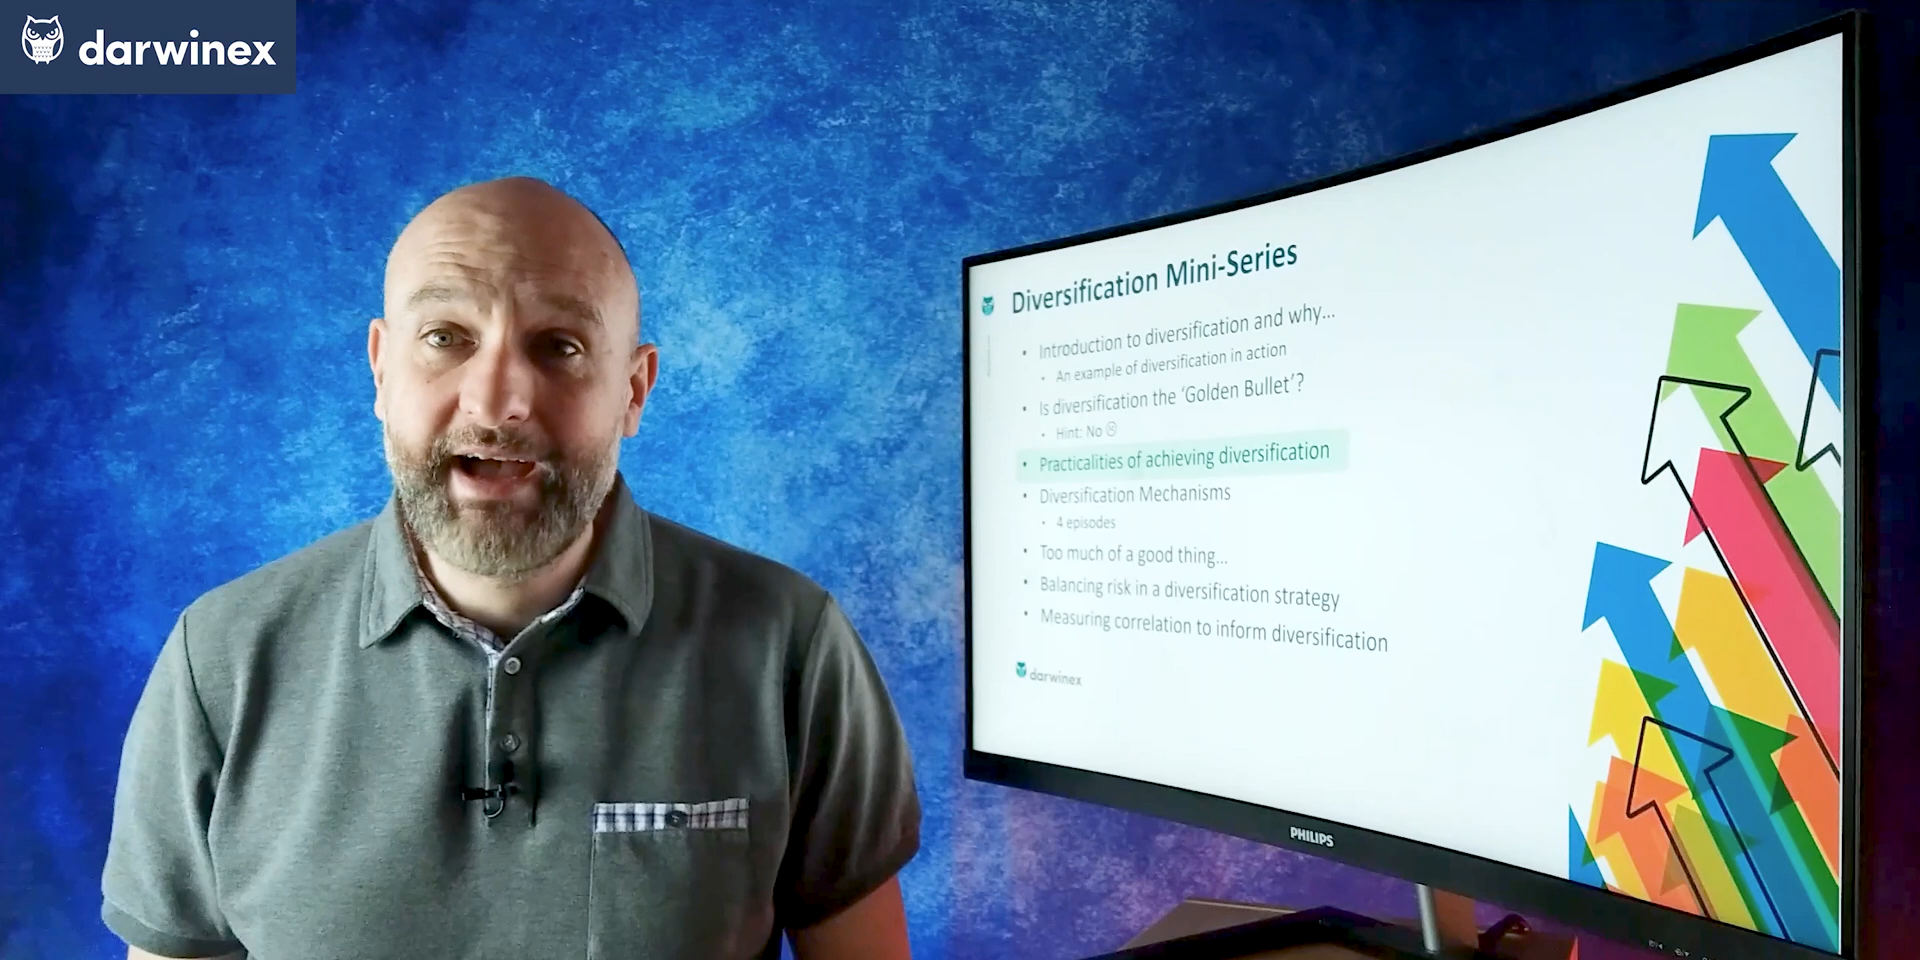 darwinex
Diversification Mini-Series
• Introduction to diversification and why...
• An example of diversification in action
• Is diversification the ‘Golden Bullet’?
• Hint: No ☹
• Practicalities of achieving diversification
• Diversification Mechanisms
• 4 episodes
• Too much of a good thing...
• Balancing risk in a diversification strategy
• Measuring correlation to inform diversification
darwinex
PHILIPS